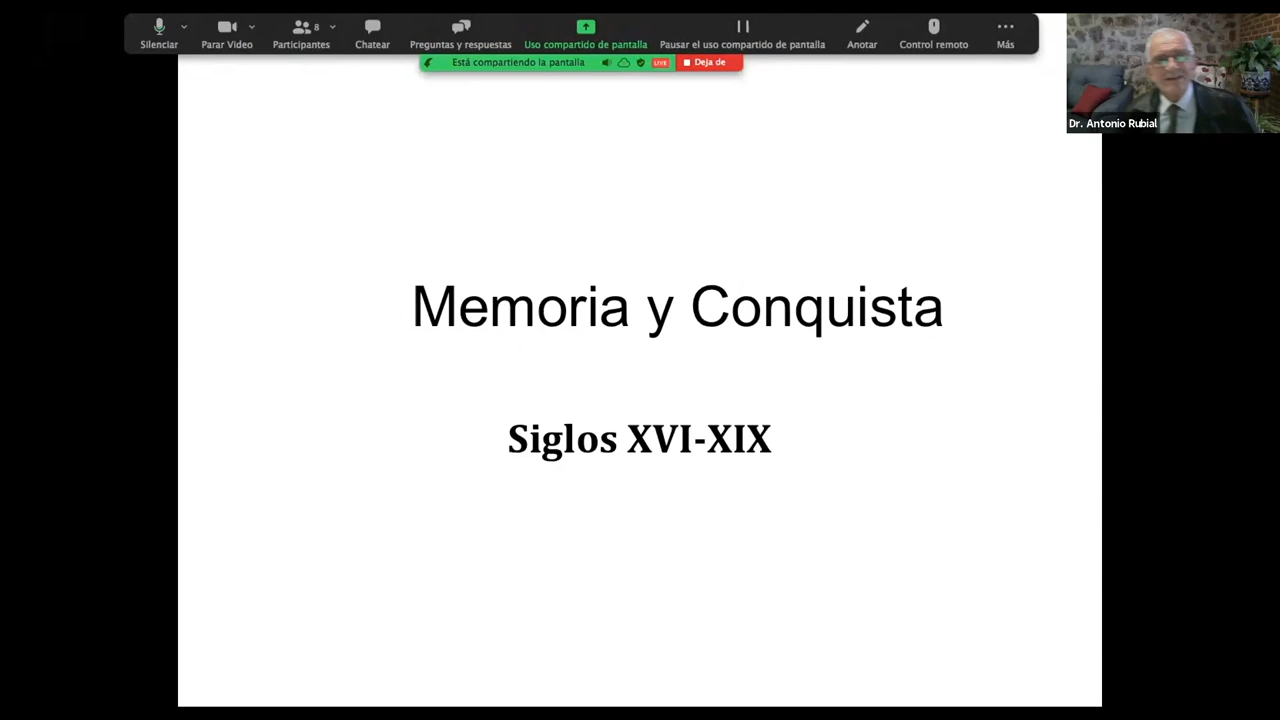 Silenciar
Parar Video
Participantes 8
Chatear
Preguntas y respuestas
Uso compartido de pantalla
Pausar el uso compartido de pantalla
Anotar
Control remoto
Más
Está compartiendo la pantalla
LIVE
Deja de
Dr. Antonio Rubial
Memoria y Conquista
Siglos XVI-XIX